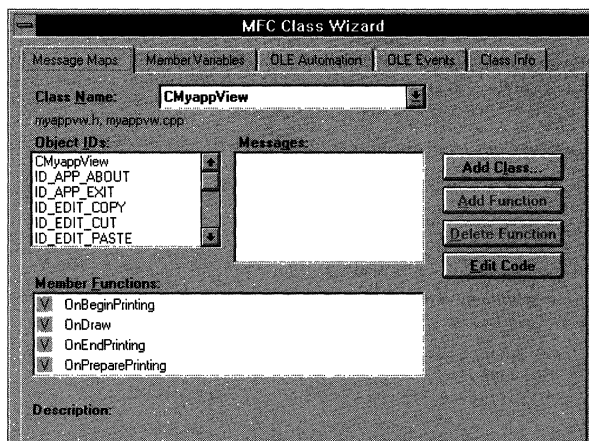 MFC Class Wizard
Message Maps Member Variables OLE Automation OLE Events Class Info
Class Name: CMyappView
myappvw.h, myappvw.cpp
Object IDs: Messages:
CMyappView
ID_APP_ABOUT
ID_APP_EXIT
ID_EDIT_COPY
ID_EDIT_CUT
ID_EDIT_PASTE
Add Class...
Add Function
Delete Function
Edit Code
Member Functions:
V OnBeginPrinting
V OnDraw
V OnEndPrinting
V OnPreparePrinting
Description: